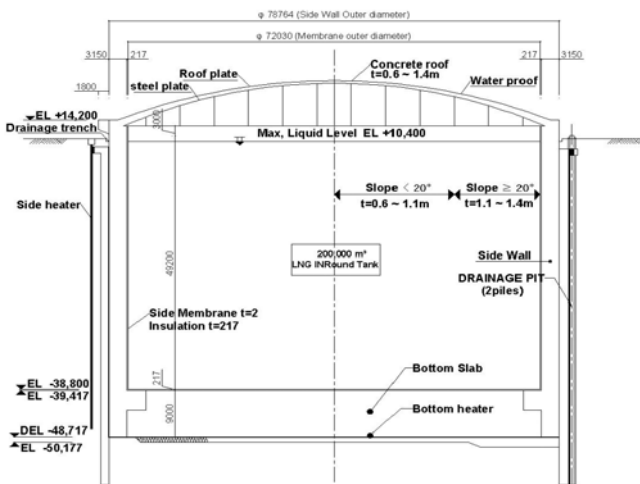 φ 78764 (Side Wall Outer diameter)
φ 72030 (Membrane outer diameter)
3150
217
217
3150
1800
Concrete roof
t=0.6 ~ 1.4m
Roof plate
steel plate
Water proof
EL +14,200
Drainage trench
3000
Max, Liquid Level EL +10,400
Slope < 20°
t=0.6 ~ 1.1m
Slope ≥ 20°
t=1.1 ~ 1.4m
Side heater
49200
200,000 m³
LNG INRound Tank
Side Wall
DRAINAGE PIT
(2piles)
Side Membrane t=2
Insulation t=217
217
Bottom Slab
EL -38,800
EL -39,417
9000
Bottom heater
DEL -48,717
EL -50,177